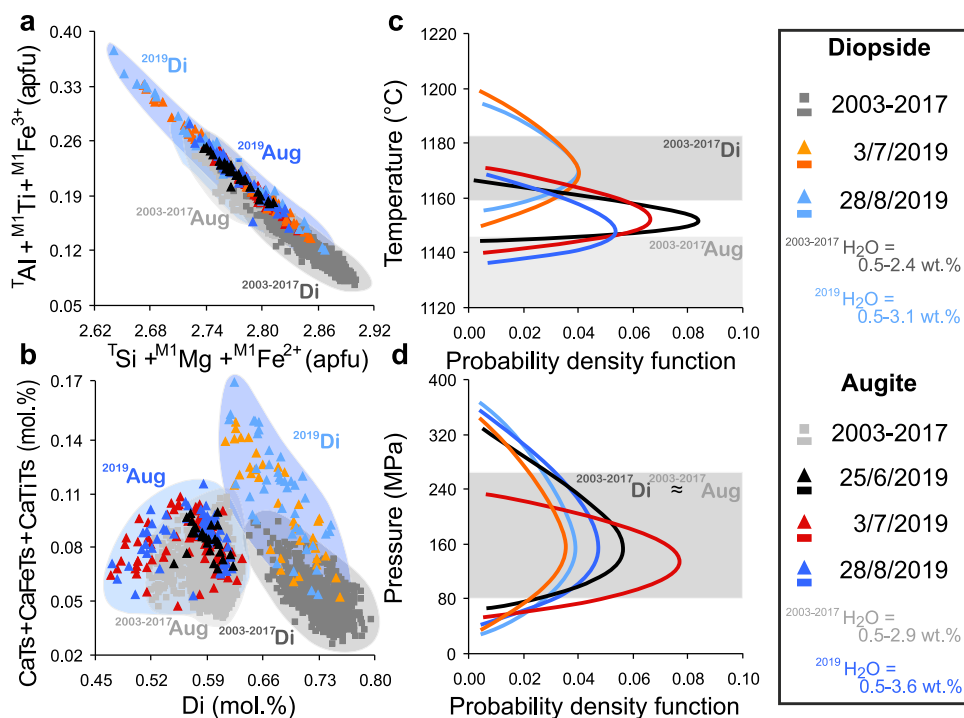 a
0.40
0.33
0.26
0.19
0.12
0.05
ᵀAl + ᴹ¹Ti + ᴹ¹Fe³⁺ (apfu)
²⁰¹⁹Di
²⁰¹⁹Aug
²⁰⁰³⁻²⁰¹⁷Aug
²⁰⁰³⁻²⁰¹⁷Di
2.62 2.68 2.74 2.80 2.86 2.92
ᵀSi + ᴹ¹Mg + ᴹ¹Fe²⁺ (apfu)
b
0.17
0.14
0.11
0.08
0.05
0.02
CaTs+CaFeTs+CaTiTs (mol.%)
²⁰¹⁹Di
²⁰¹⁹Aug
²⁰⁰³⁻²⁰¹⁷Aug
²⁰⁰³⁻²⁰¹⁷Di
0.45 0.52 0.59 0.66 0.73 0.80
Di (mol.%)
c
1220
1200
1180
1160
1140
1120
Temperature (°C)
²⁰⁰³⁻²⁰¹⁷Di
²⁰⁰³⁻²⁰¹⁷Aug
0.00 0.02 0.04 0.06 0.08 0.10
Probability density function
d
400
320
240
160
80
0
Pressure (MPa)
²⁰⁰³⁻²⁰¹⁷Di ≈ ²⁰⁰³⁻²⁰¹⁷Aug
0.00 0.02 0.04 0.06 0.08 0.10
Probability density function
Diopside
2003-2017
3/7/2019
28/8/2019
²⁰⁰³⁻²⁰¹⁷H₂O =
0.5-2.4 wt.%
²⁰¹⁹H₂O =
0.5-3.1 wt.%
Augite
2003-2017
25/6/2019
3/7/2019
28/8/2019
²⁰⁰³⁻²⁰¹⁷H₂O =
0.5-2.9 wt.%
²⁰¹⁹H₂O =
0.5-3.6 wt.%